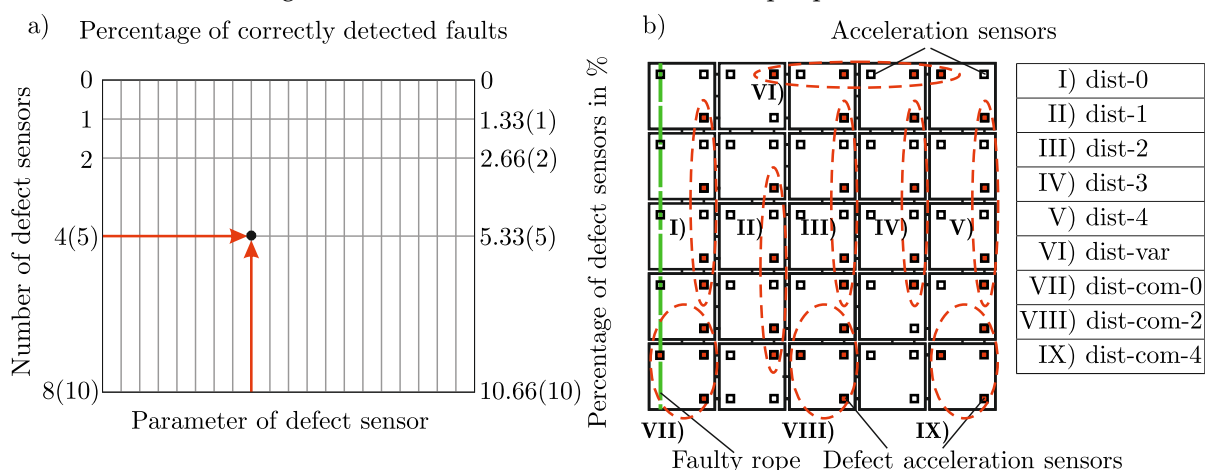 a)
Percentage of correctly detected faults
Number of defect sensors
0
1
2
4(5)
8(10)
0
1.33(1)
2.66(2)
5.33(5)
10.66(10)
Percentage of defect sensors in %
Parameter of defect sensor
b)
Acceleration sensors
VI)
I)
II)
III)
IV)
V)
VII)
VIII)
IX)
Faulty rope
Defect acceleration sensors
I) dist-0
II) dist-1
III) dist-2
IV) dist-3
V) dist-4
VI) dist-var
VII) dist-com-0
VIII) dist-com-2
IX) dist-com-4